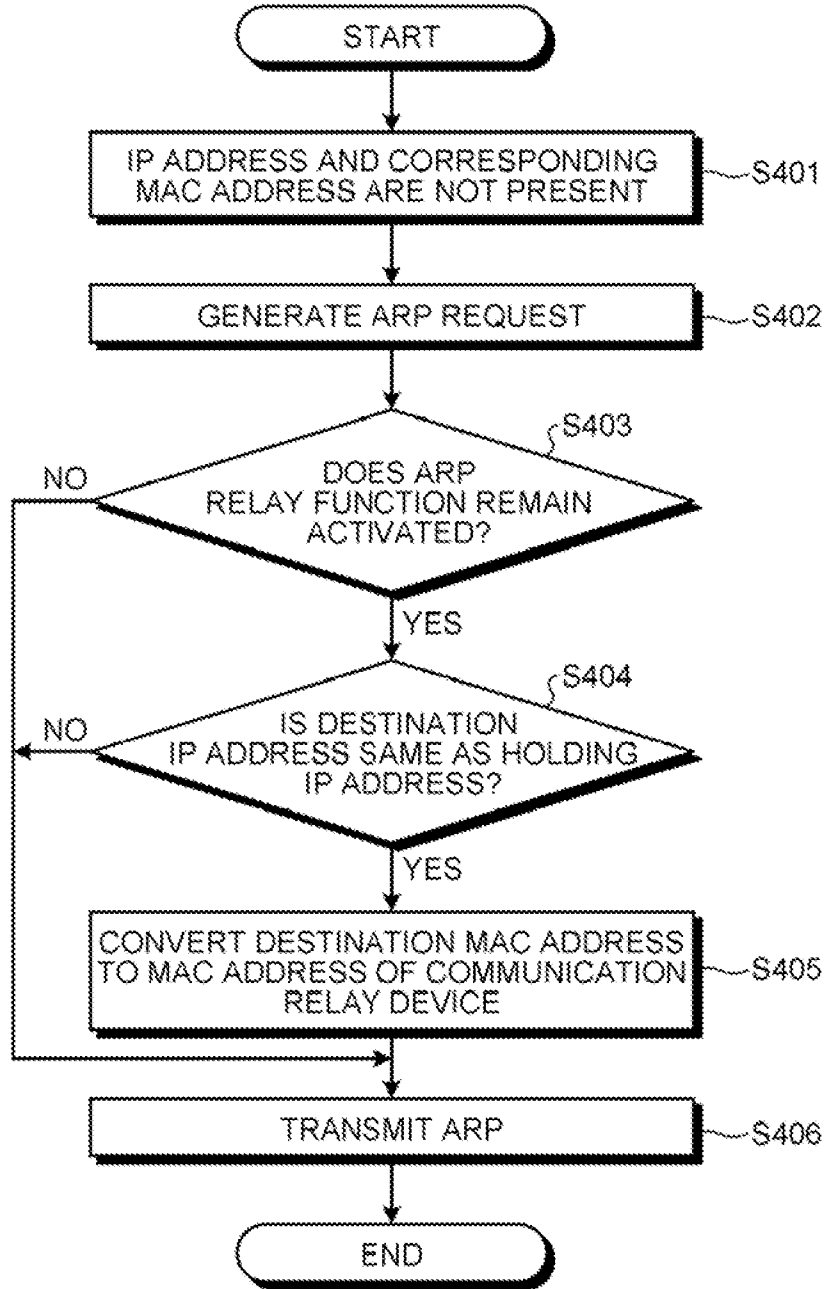 START
IP ADDRESS AND CORRESPONDING
MAC ADDRESS ARE NOT PRESENT
S401
GENERATE ARP REQUEST
S402
S403
NO
DOES ARP
RELAY FUNCTION REMAIN
ACTIVATED?
YES
S404
NO
IS DESTINATION
IP ADDRESS SAME AS HOLDING
IP ADDRESS?
YES
CONVERT DESTINATION MAC ADDRESS
TO MAC ADDRESS OF COMMUNICATION
RELAY DEVICE
S405
TRANSMIT ARP
S406
END